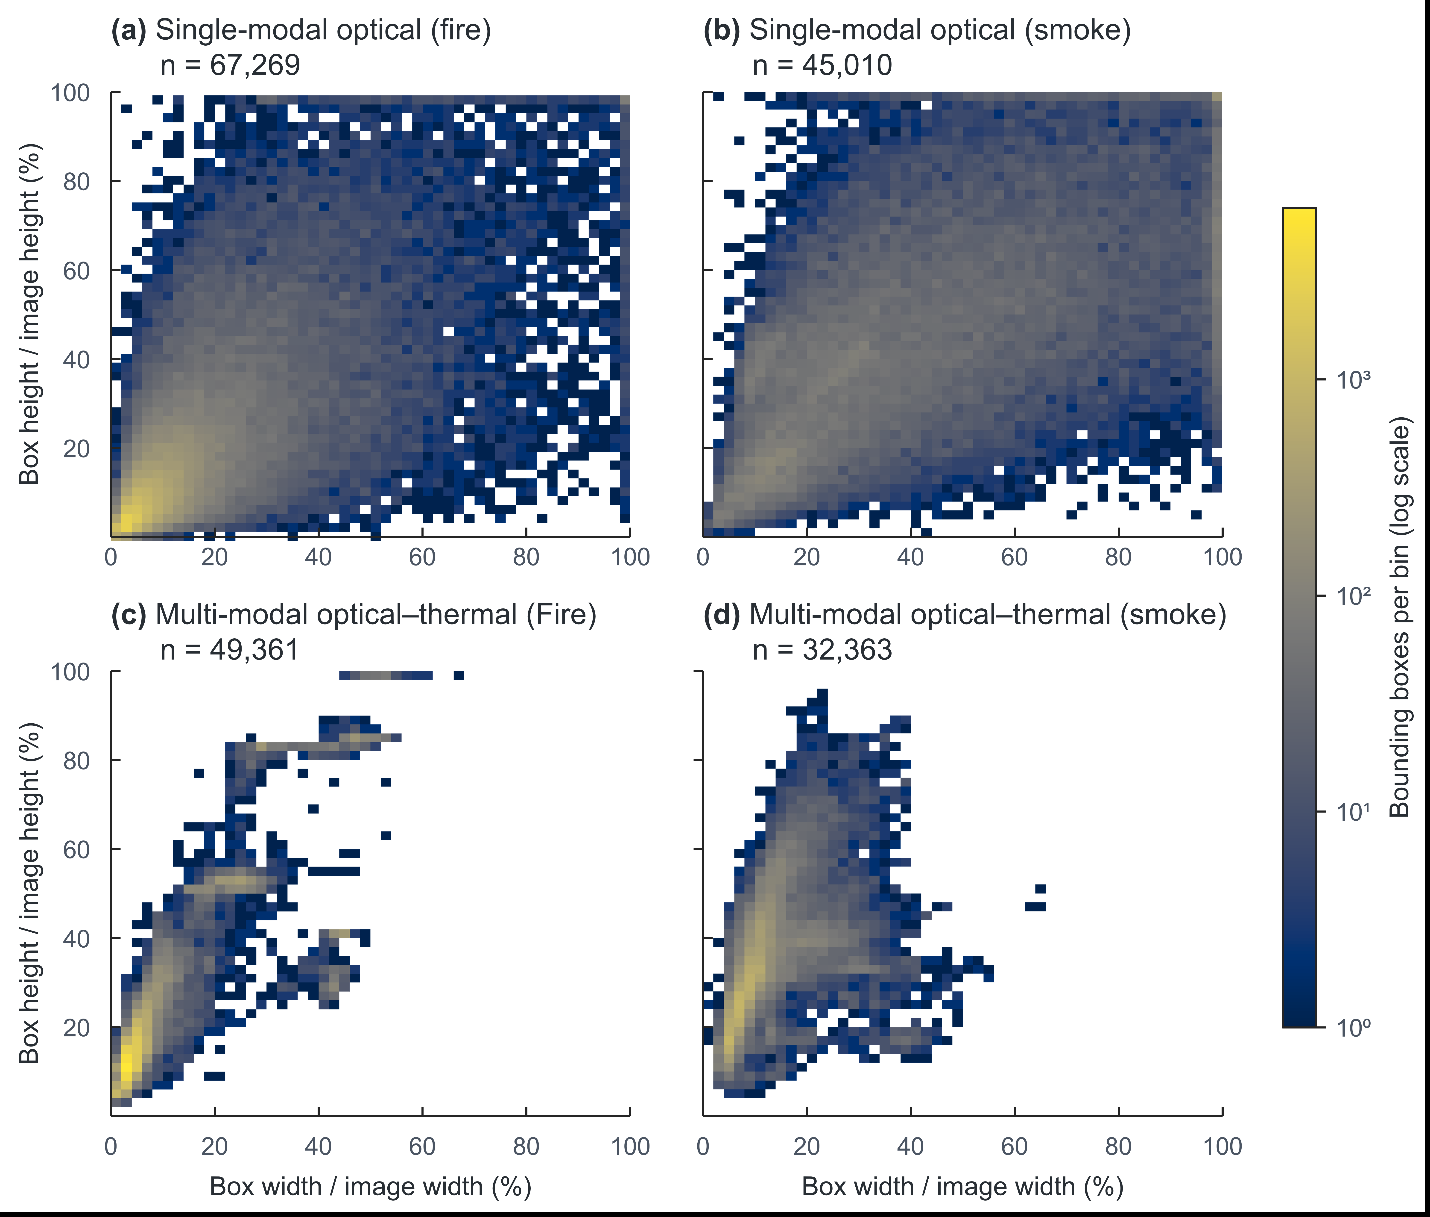 (a) Single-modal optical (fire)
n = 67,269
(b) Single-modal optical (smoke)
n = 45,010
Box height / image height (%)
100
80
60
40
20
0 20 40 60 80 100
0 20 40 60 80 100
(c) Multi-modal optical–thermal (Fire)
n = 49,361
(d) Multi-modal optical–thermal (smoke)
n = 32,363
Box height / image height (%)
100
80
60
40
20
0 20 40 60 80 100
Box width / image width (%)
0 20 40 60 80 100
Box width / image width (%)
10³
10²
10¹
10⁰
Bounding boxes per bin (log scale)